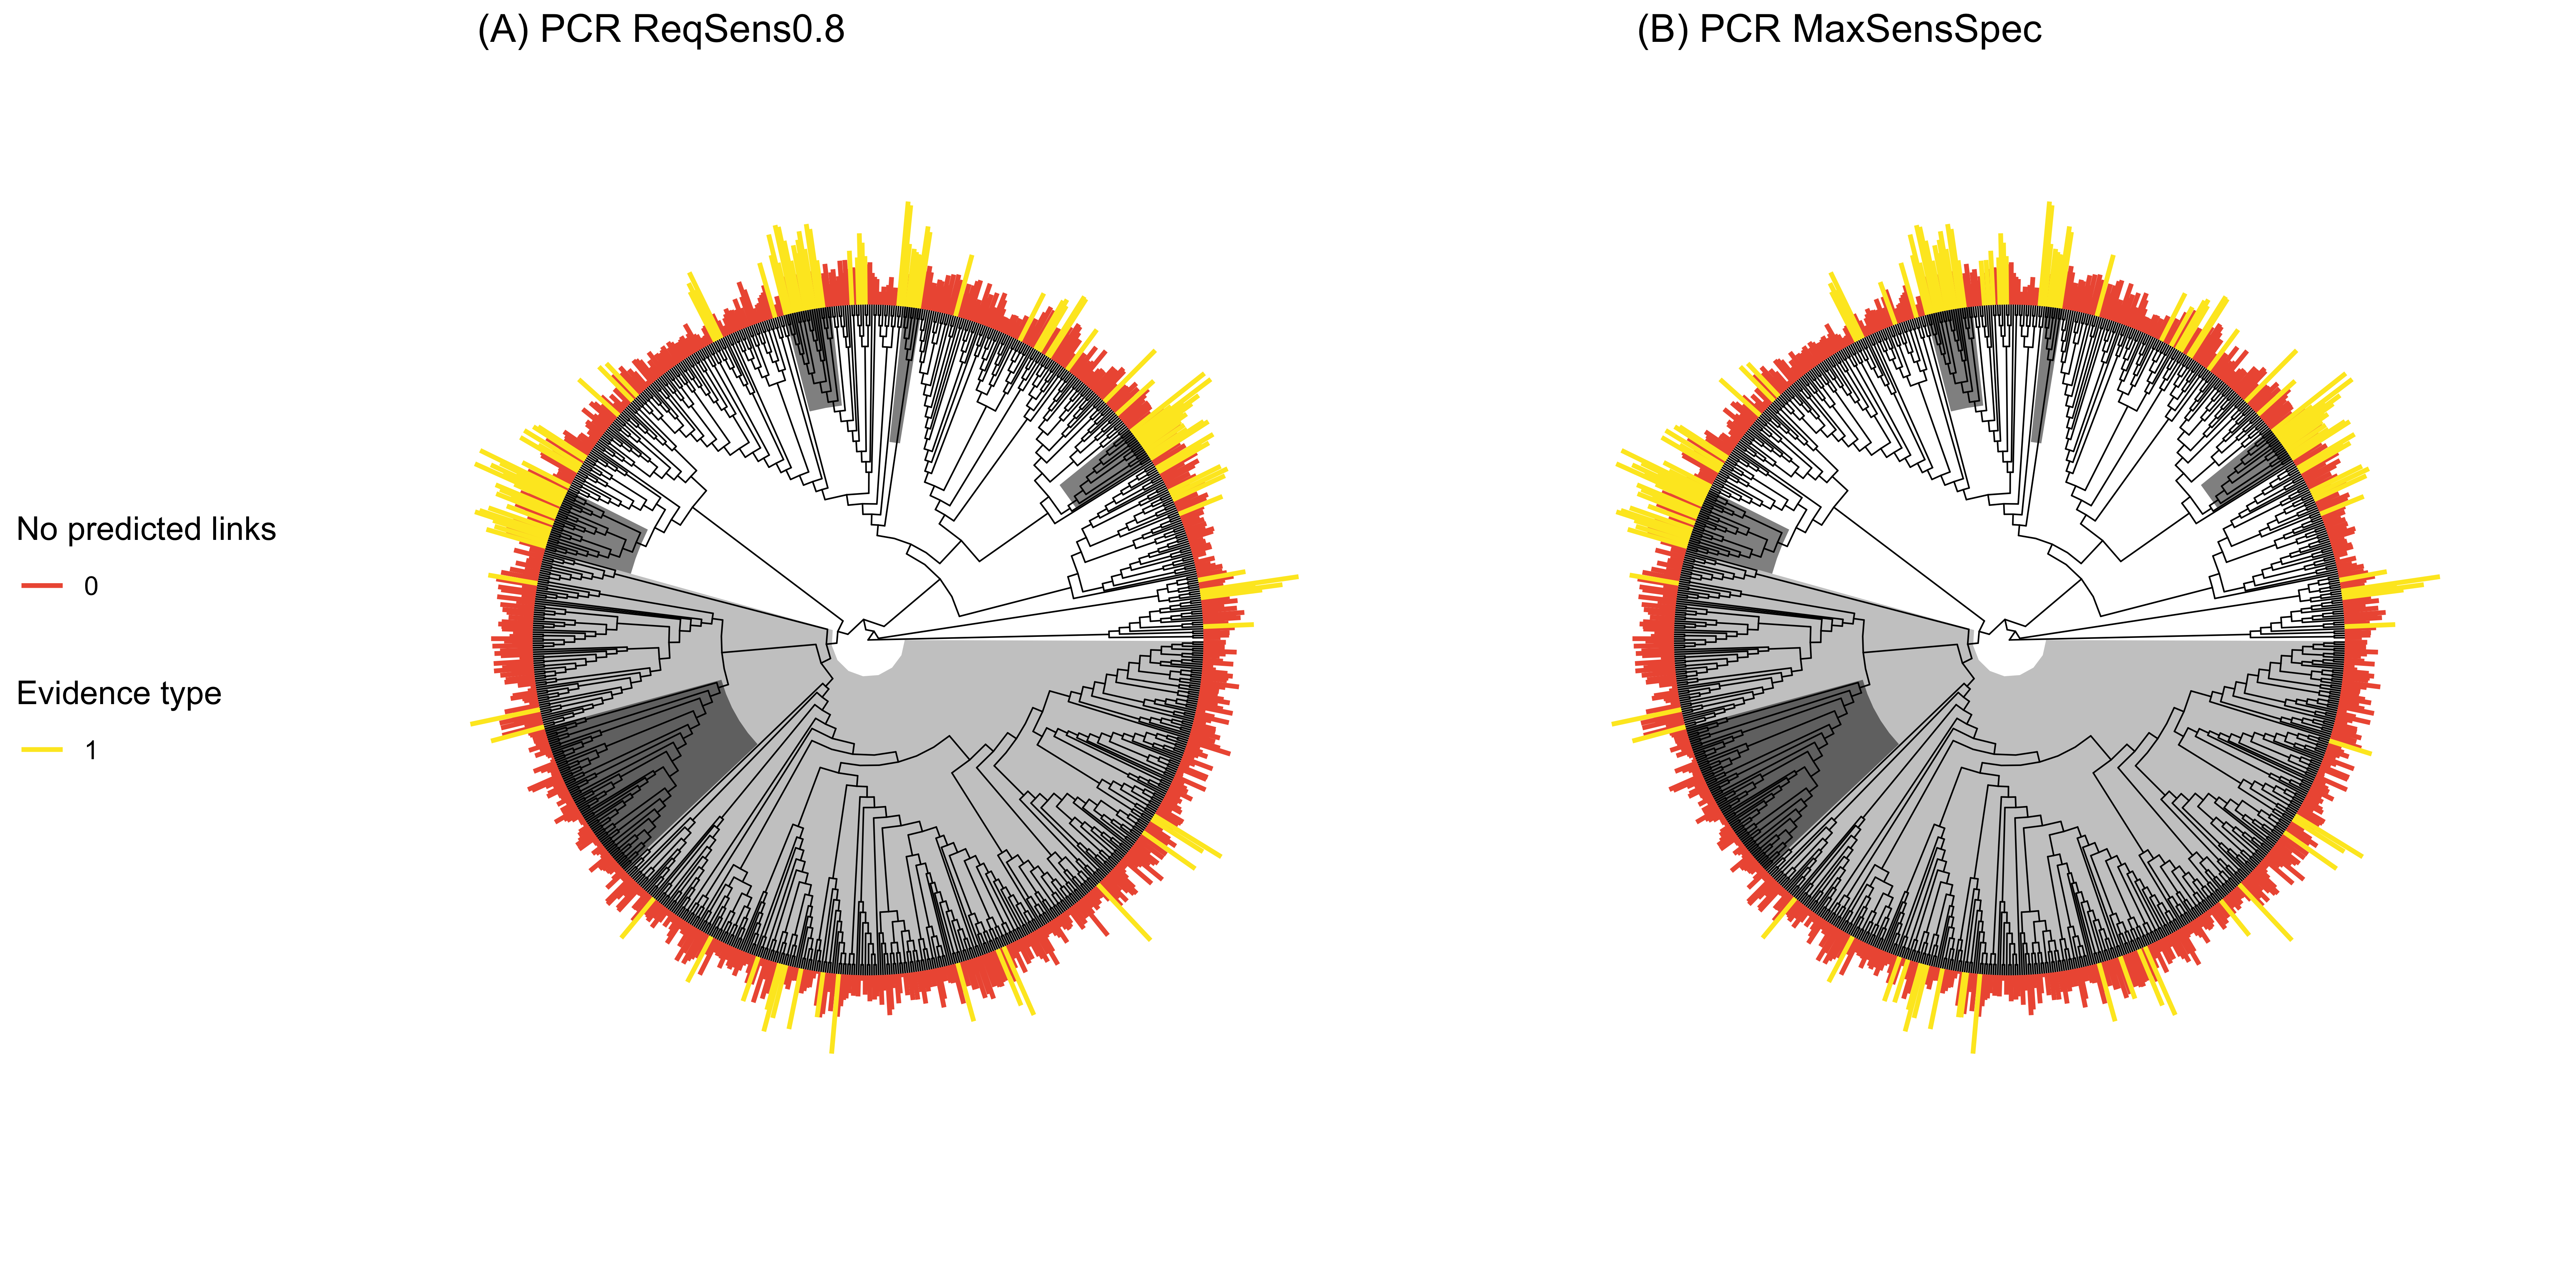 (A) PCR ReqSens0.8
(B) PCR MaxSensSpec
No predicted links
0
Evidence type
1